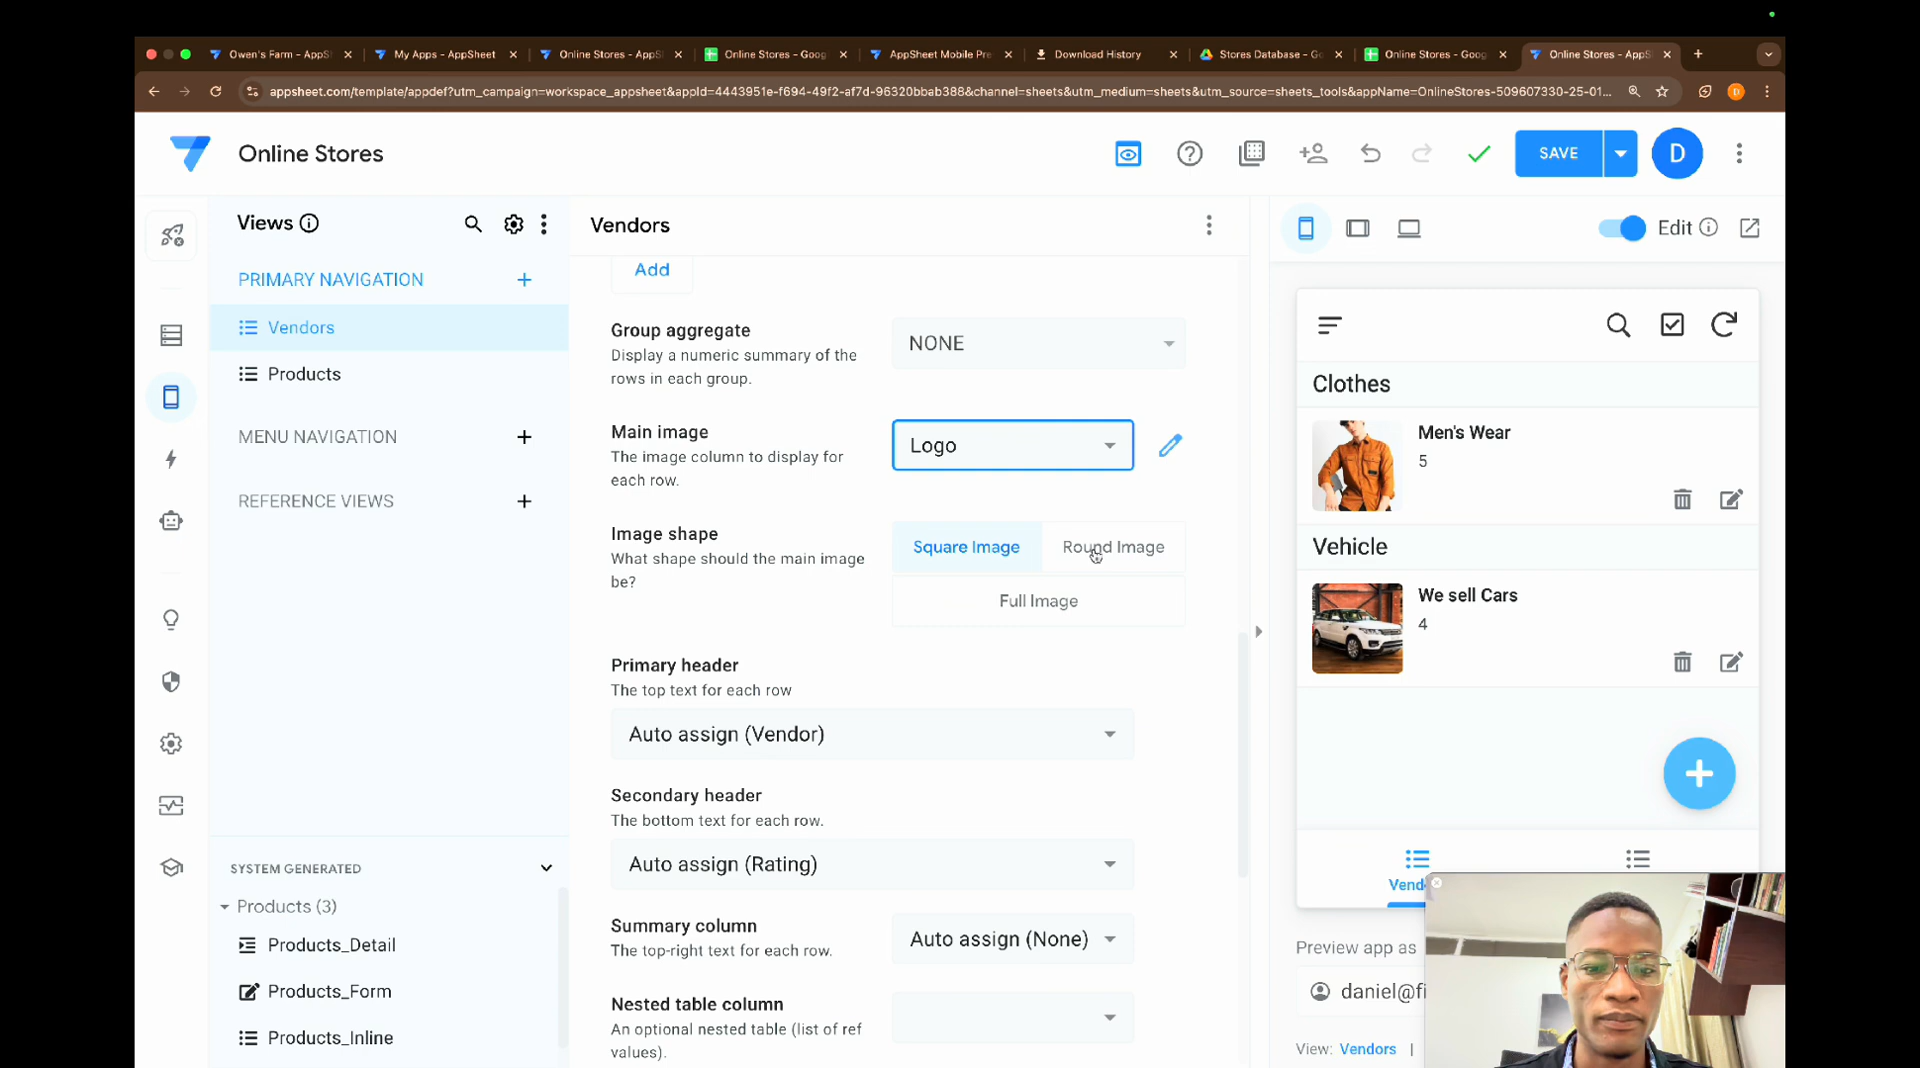 Owen's Farm - AppS
My Apps - AppSheet
Online Stores - AppS
Online Stores - Goog
AppSheet Mobile Pre
Download History
Stores Database - Go
Online Stores - Goog
Online Stores - AppS
appsheet.com/template/appdef?utm_campaign=workspace_appsheet&appId=4443951e-f694-49f2-af7d-96320bbab388&channel=sheets&utm_medium=sheets&utm_source=sheets_tools&appName=OnlineStores-509607330-25-01...
D
Online Stores
SAVE
D
Views
PRIMARY NAVIGATION
Vendors
Products
MENU NAVIGATION
REFERENCE VIEWS
SYSTEM GENERATED
Products (3)
Products_Detail
Products_Form
Products_Inline
Vendors
Add
Group aggregate
Display a numeric summary of the
rows in each group.
NONE
Main image
The image column to display for
each row.
Logo
Image shape
What shape should the main image
be?
Square Image
Round Image
Full Image
Primary header
The top text for each row
Auto assign (Vendor)
Secondary header
The bottom text for each row.
Auto assign (Rating)
Summary column
The top-right text for each row.
Auto assign (None)
Nested table column
An optional nested table (list of ref
values).
Edit
Clothes
Men's Wear
5
Vehicle
We sell Cars
4
Vend
Preview app as
daniel@fi
View: Vendors |